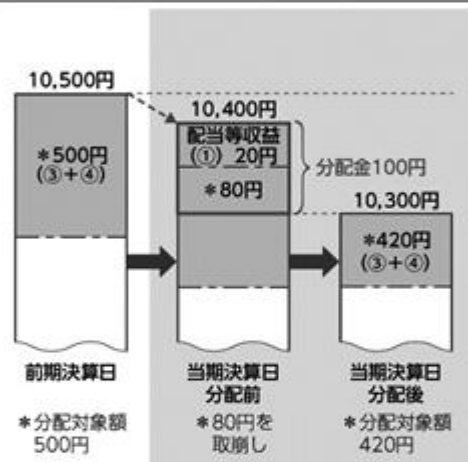 10,500円
＊500円
(③＋④)
前期決算日
＊分配対象額
500円
10,400円
配当等収益
(①) 20円
＊80円
分配金100円
当期決算日
分配前
＊80円を
取崩し
10,300円
＊420円
(③＋④)
当期決算日
分配後
＊分配対象額
420円